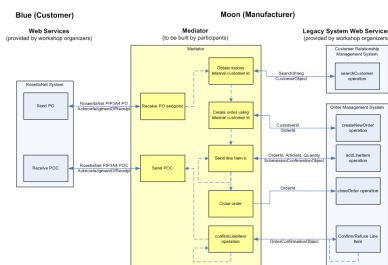 Blue (Customer)
Moon (Manufacturer)
Web Services
(provided by workshop organizers)
Mediator
(to be built by participants)
Legacy System Web Services
(provided by workshop organizers)
Mediator
Customer Relationship
Management System
RosettaNet System
Obtain moons
internal customer id
SearchString
CustomerObject
searchCustomer
operation
Send PO
RosettaNet PIP3A4 PO
AcknowledgmentOfReceipt
Receive PO endpoint
Order Management System
Create order using
internal customer id
CustomerId
OrderId
createNewOrder
operation
Receive POC
RosettaNet PIP3A4 POC
AcknowledgmentOfReceipt
Send POC
Send line item n
OrderId, ArticleId, Quantity
SubmissionConfirmationObject
addLineItem
operation
Close order
OrderId
closeOrder operation
confirmLineItem
operation
OrderConfirmationObject
Confirm/Refuse Line
Item